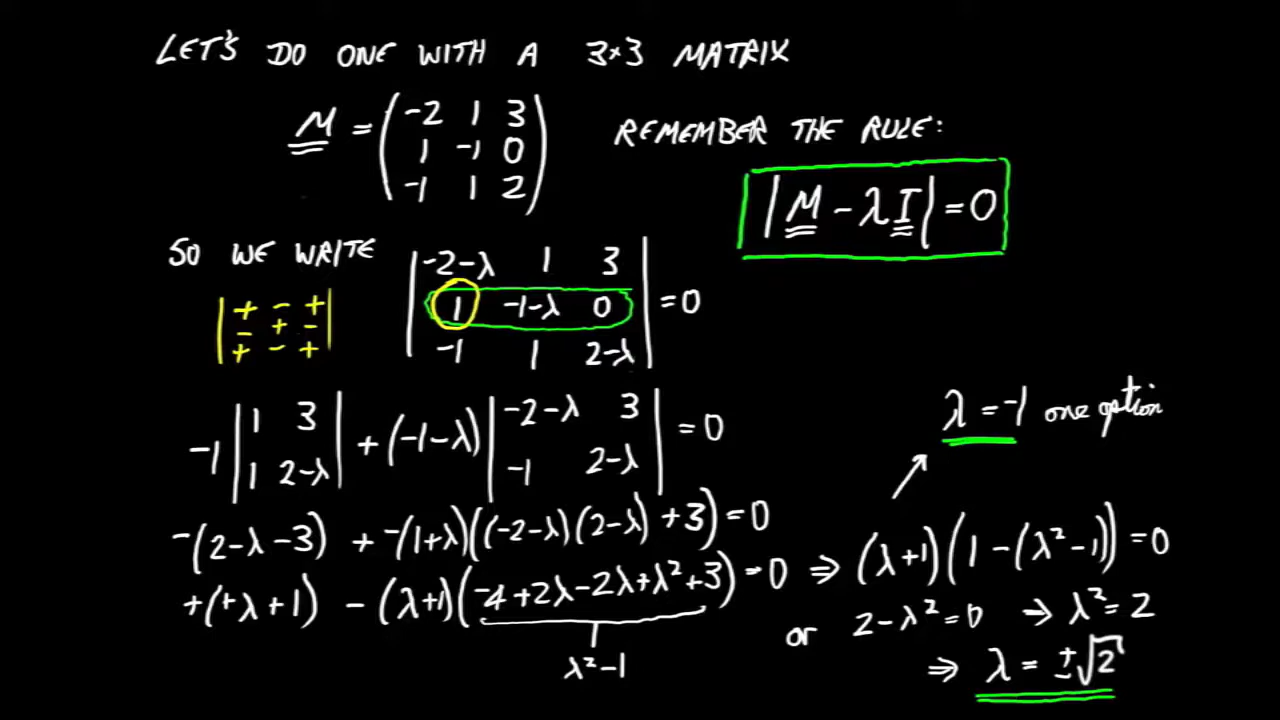 LET'S DO ONE WITH A 3×3 MATRIX
M = ( -2 1 3
1 -1 0
-1 1 2 )
REMEMBER THE RULE:
|M - λI| = 0
SO WE WRITE
| + - +
- + -
+ - + |
| -2-λ 1 3
1 -1-λ 0
-1 1 2-λ | = 0
-1 | 1 3
1 2-λ | + (-1-λ) | -2-λ 3
-1 2-λ | = 0
-(2-λ-3) + -(1+λ)((-2-λ)(2-λ)+3) = 0
+(+λ+1) - (λ+1)(-4+2λ-2λ+λ²+3) = 0
λ²-1
⇒ (λ+1)(1-(λ²-1)) = 0
λ = -1 one option
or 2-λ² = 0 ⇒ λ² = 2
⇒ λ = ±√2